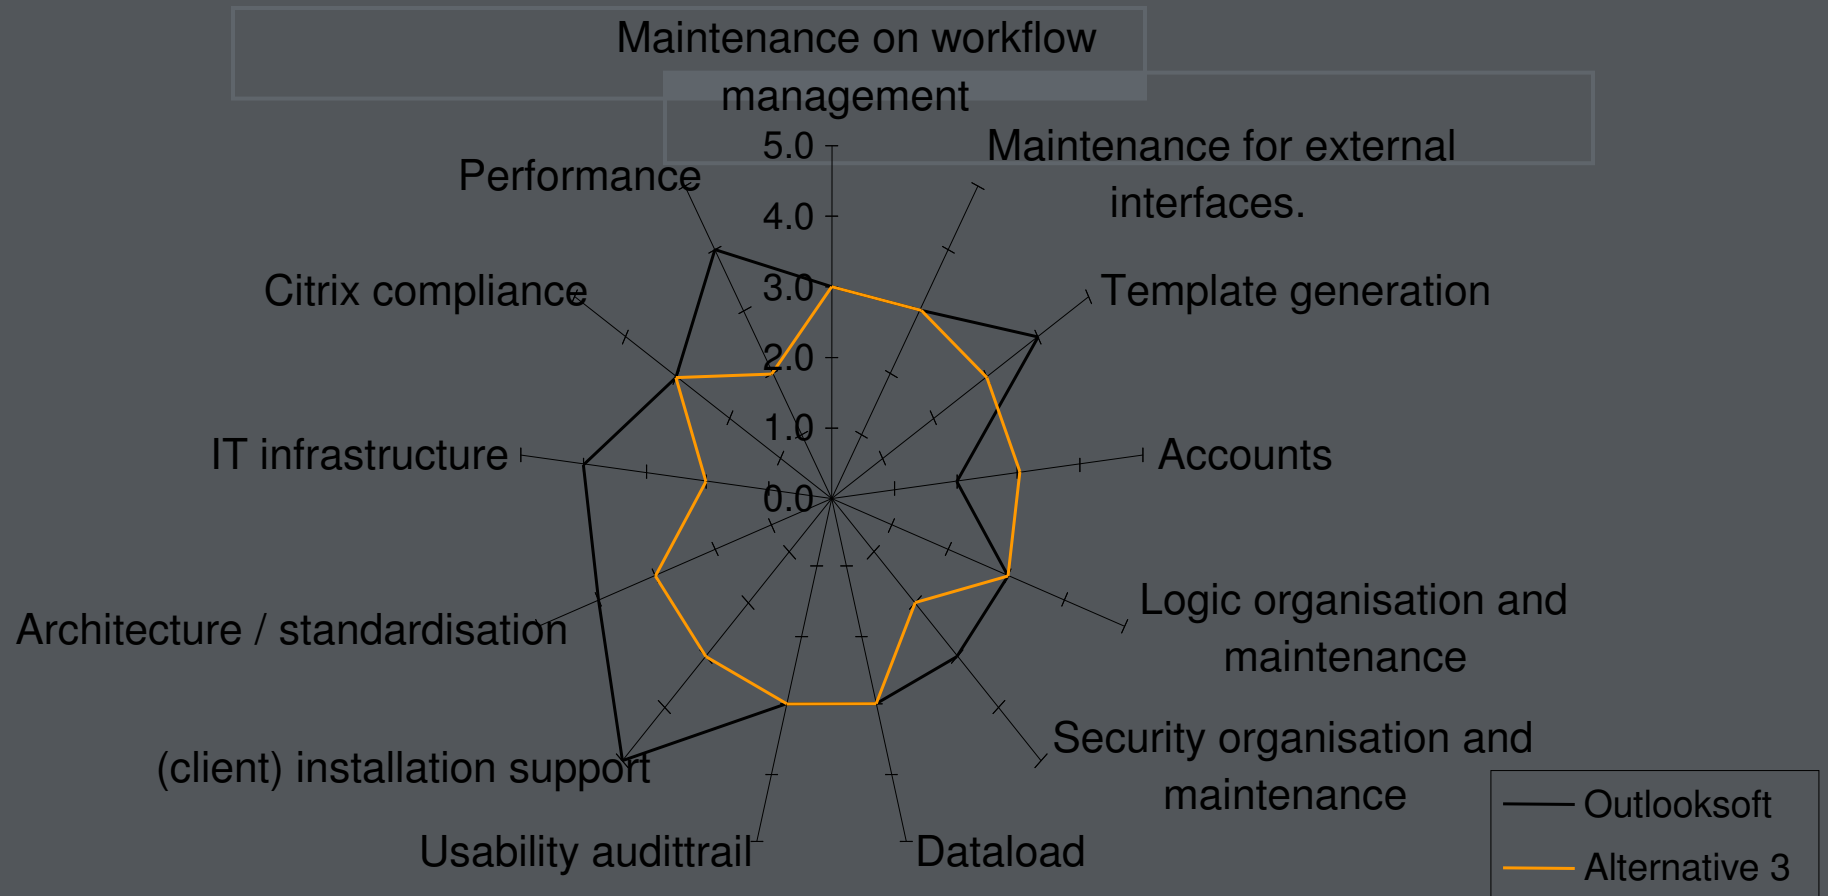 Maintenance on workflow
management
5.0
Maintenance for external
interfaces.
Performance
4.0
Citrix compliance
3.0
Template generation
2.0
1.0
IT infrastructure
Accounts
0.0
Architecture / standardisation
Logic organisation and
maintenance
(client) installation support
Security organisation and
maintenance
Usability audittrail
Dataload
Outlooksoft
Alternative 3